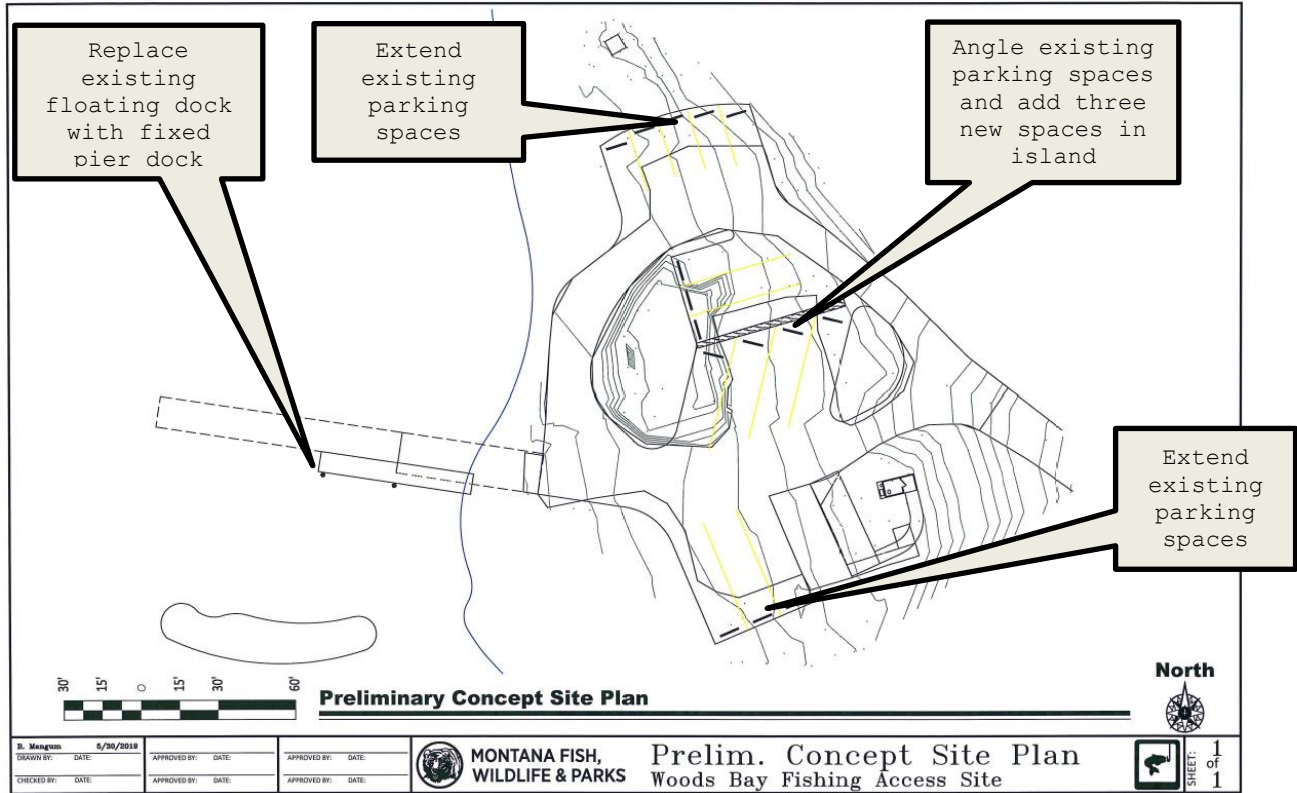 Replace
existing
floating dock
with fixed
pier dock
Extend
existing
parking
spaces
Angle existing
parking spaces
and add three
new spaces in
island
Extend
existing
parking
spaces
30' 15' 0 15' 30' 60'
Preliminary Concept Site Plan
North
B. Mangum 5/30/2019
DRAWN BY: DATE:
CHECKED BY: DATE:
APPROVED BY: DATE:
APPROVED BY: DATE:
APPROVED BY: DATE:
APPROVED BY: DATE:
MONTANA FISH,
WILDLIFE & PARKS
Prelim. Concept Site Plan
Woods Bay Fishing Access Site
SHEET:
1
of
1